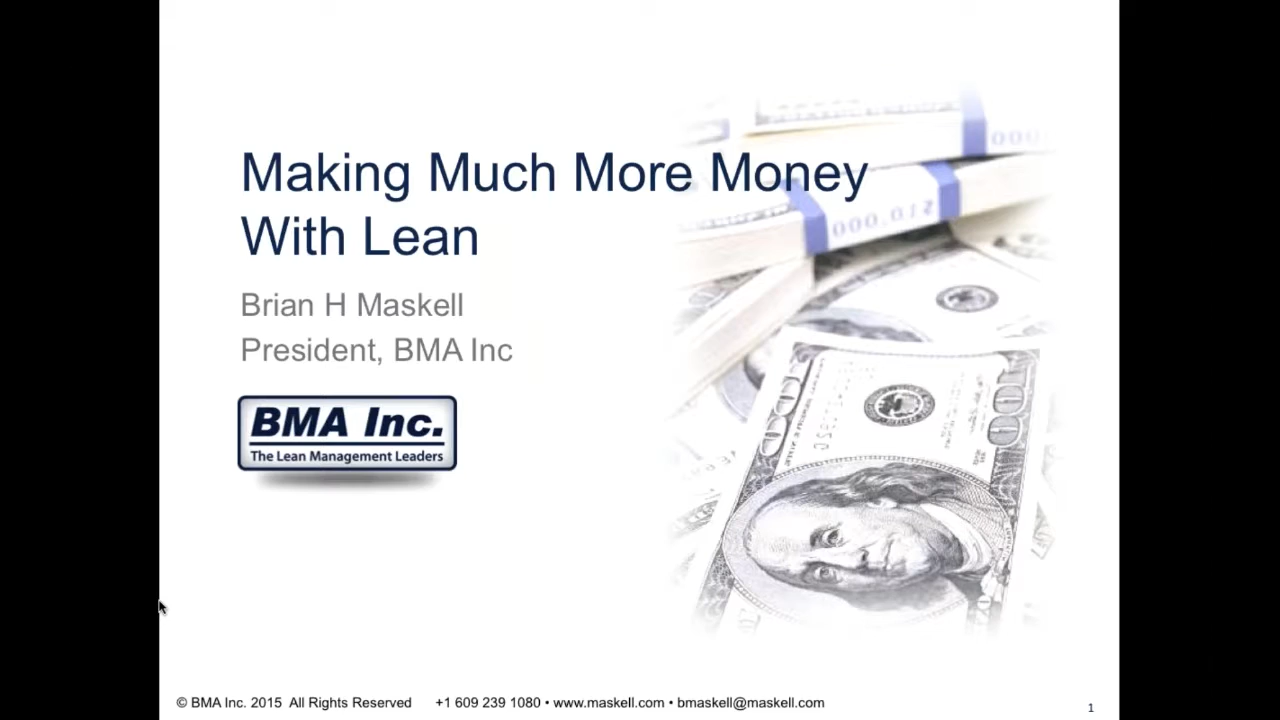 Making Much More Money
With Lean
Brian H Maskell
President, BMA Inc
BMA Inc.
The Lean Management Leaders
© BMA Inc. 2015 All Rights Reserved +1 609 239 1080 • www.maskell.com • bmaskell@maskell.com
1